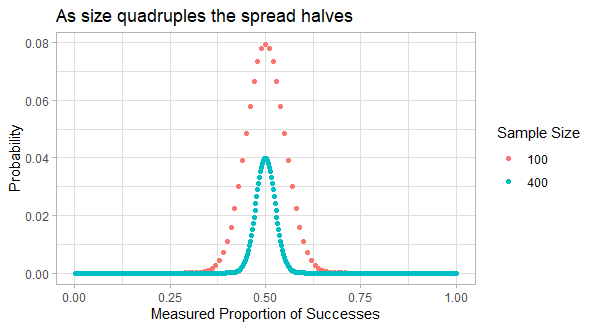 As size quadruples the spread halves
0.08
0.06
0.04
0.02
0.00
Probability
0.00 0.25 0.50 0.75 1.00
Measured Proportion of Successes
Sample Size
100
400